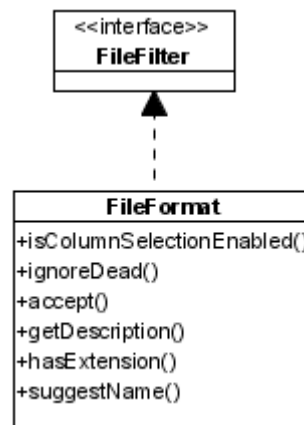 <<interface>>
FileFilter
FileFormat
+isColumnSelectionEnabled()
+ignoreDead()
+accept()
+getDescription()
+hasExtension()
+suggestName()